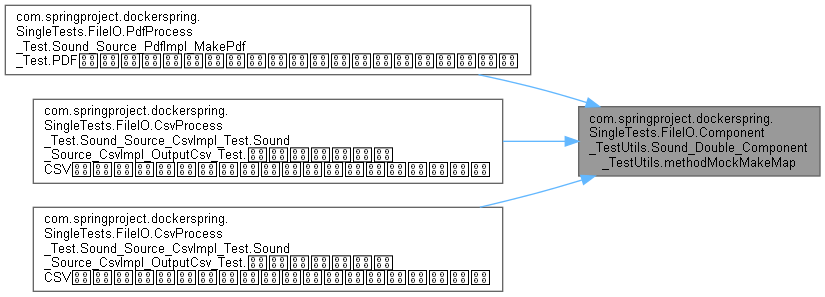 com.springproject.dockerspring.
SingleTests.FileIO.PdfProcess
_Test.Sound_Source_PdfImpl_MakePdf
_Test.PDF
com.springproject.dockerspring.
SingleTests.FileIO.CsvProcess
_Test.Sound_Source_CsvImpl_Test.Sound
_Source_CsvImpl_OutputCsv_Test.
CSV
com.springproject.dockerspring.
SingleTests.FileIO.CsvProcess
_Test.Sound_Source_CsvImpl_Test.Sound
_Source_CsvImpl_OutputCsv_Test.
CSV
com.springproject.dockerspring.
SingleTests.FileIO.Component
_TestUtils.Sound_Double_Component
_TestUtils.methodMockMakeMap